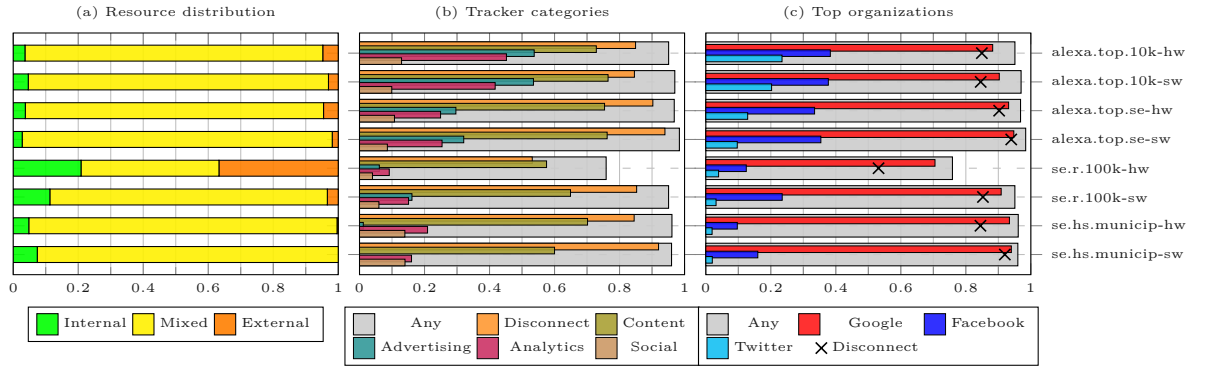 (a) Resource distribution
(b) Tracker categories
(c) Top organizations
alexa.top.10k-hw
alexa.top.10k-sw
alexa.top.se-hw
alexa.top.se-sw
se.r.100k-hw
se.r.100k-sw
se.hs.municip-hw
se.hs.municip-sw
0 0.2 0.4 0.6 0.8 1
0 0.2 0.4 0.6 0.8 1
0 0.2 0.4 0.6 0.8 1
Internal Mixed External
Any Disconnect Content
Advertising Analytics Social
Any Google Facebook
Twitter Disconnect